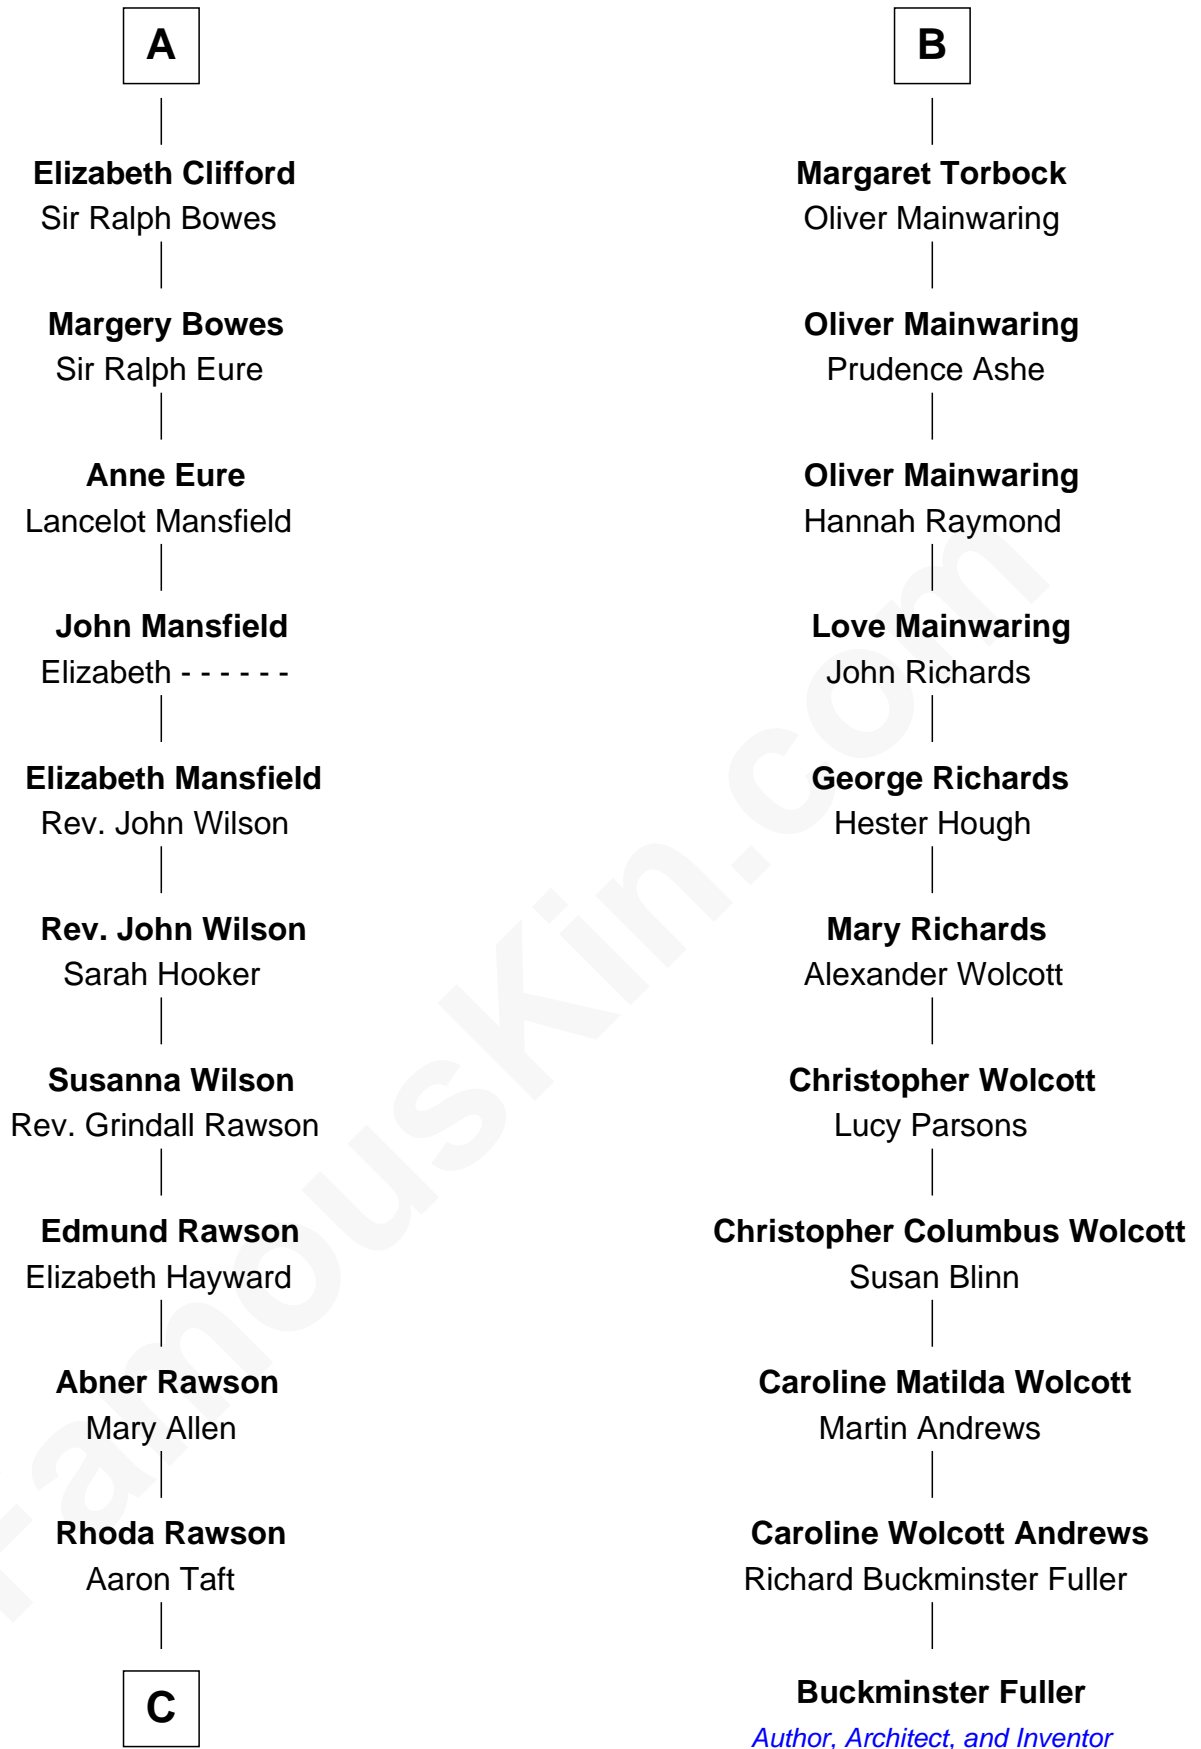 A
Elizabeth Clifford
Sir Ralph Bowes
Margery Bowes
Sir Ralph Eure
Anne Eure
Lancelot Mansfield
John Mansfield
Elizabeth - - - - - -
Elizabeth Mansfield
Rev. John Wilson
Rev. John Wilson
Sarah Hooker
Susanna Wilson
Rev. Grindall Rawson
Edmund Rawson
Elizabeth Hayward
Abner Rawson
Mary Allen
Rhoda Rawson
Aaron Taft
C
B
Margaret Torbock
Oliver Mainwaring
Oliver Mainwaring
Prudence Ashe
Oliver Mainwaring
Hannah Raymond
Love Mainwaring
John Richards
George Richards
Hester Hough
Mary Richards
Alexander Wolcott
Christopher Wolcott
Lucy Parsons
Christopher Columbus Wolcott
Susan Blinn
Caroline Matilda Wolcott
Martin Andrews
Caroline Wolcott Andrews
Richard Buckminster Fuller
Buckminster Fuller
Author, Architect, and Inventor
FamousKin.com